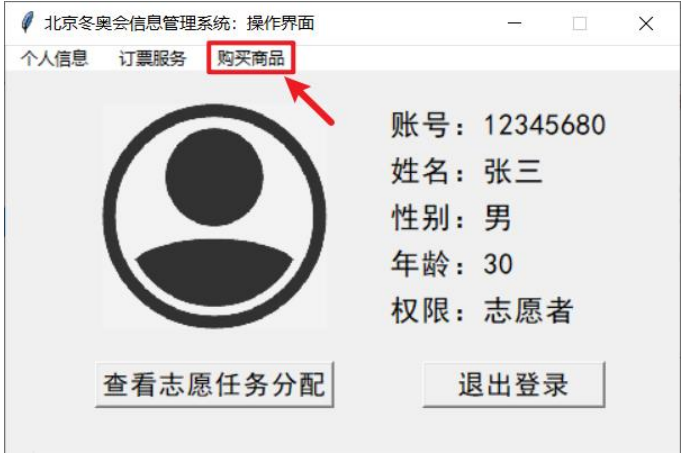 北京冬奥会信息管理系统：操作界面
个人信息 订票服务 购买商品
账号：12345680
姓名：张三
性别：男
年龄：30
权限：志愿者
查看志愿任务分配 退出登录